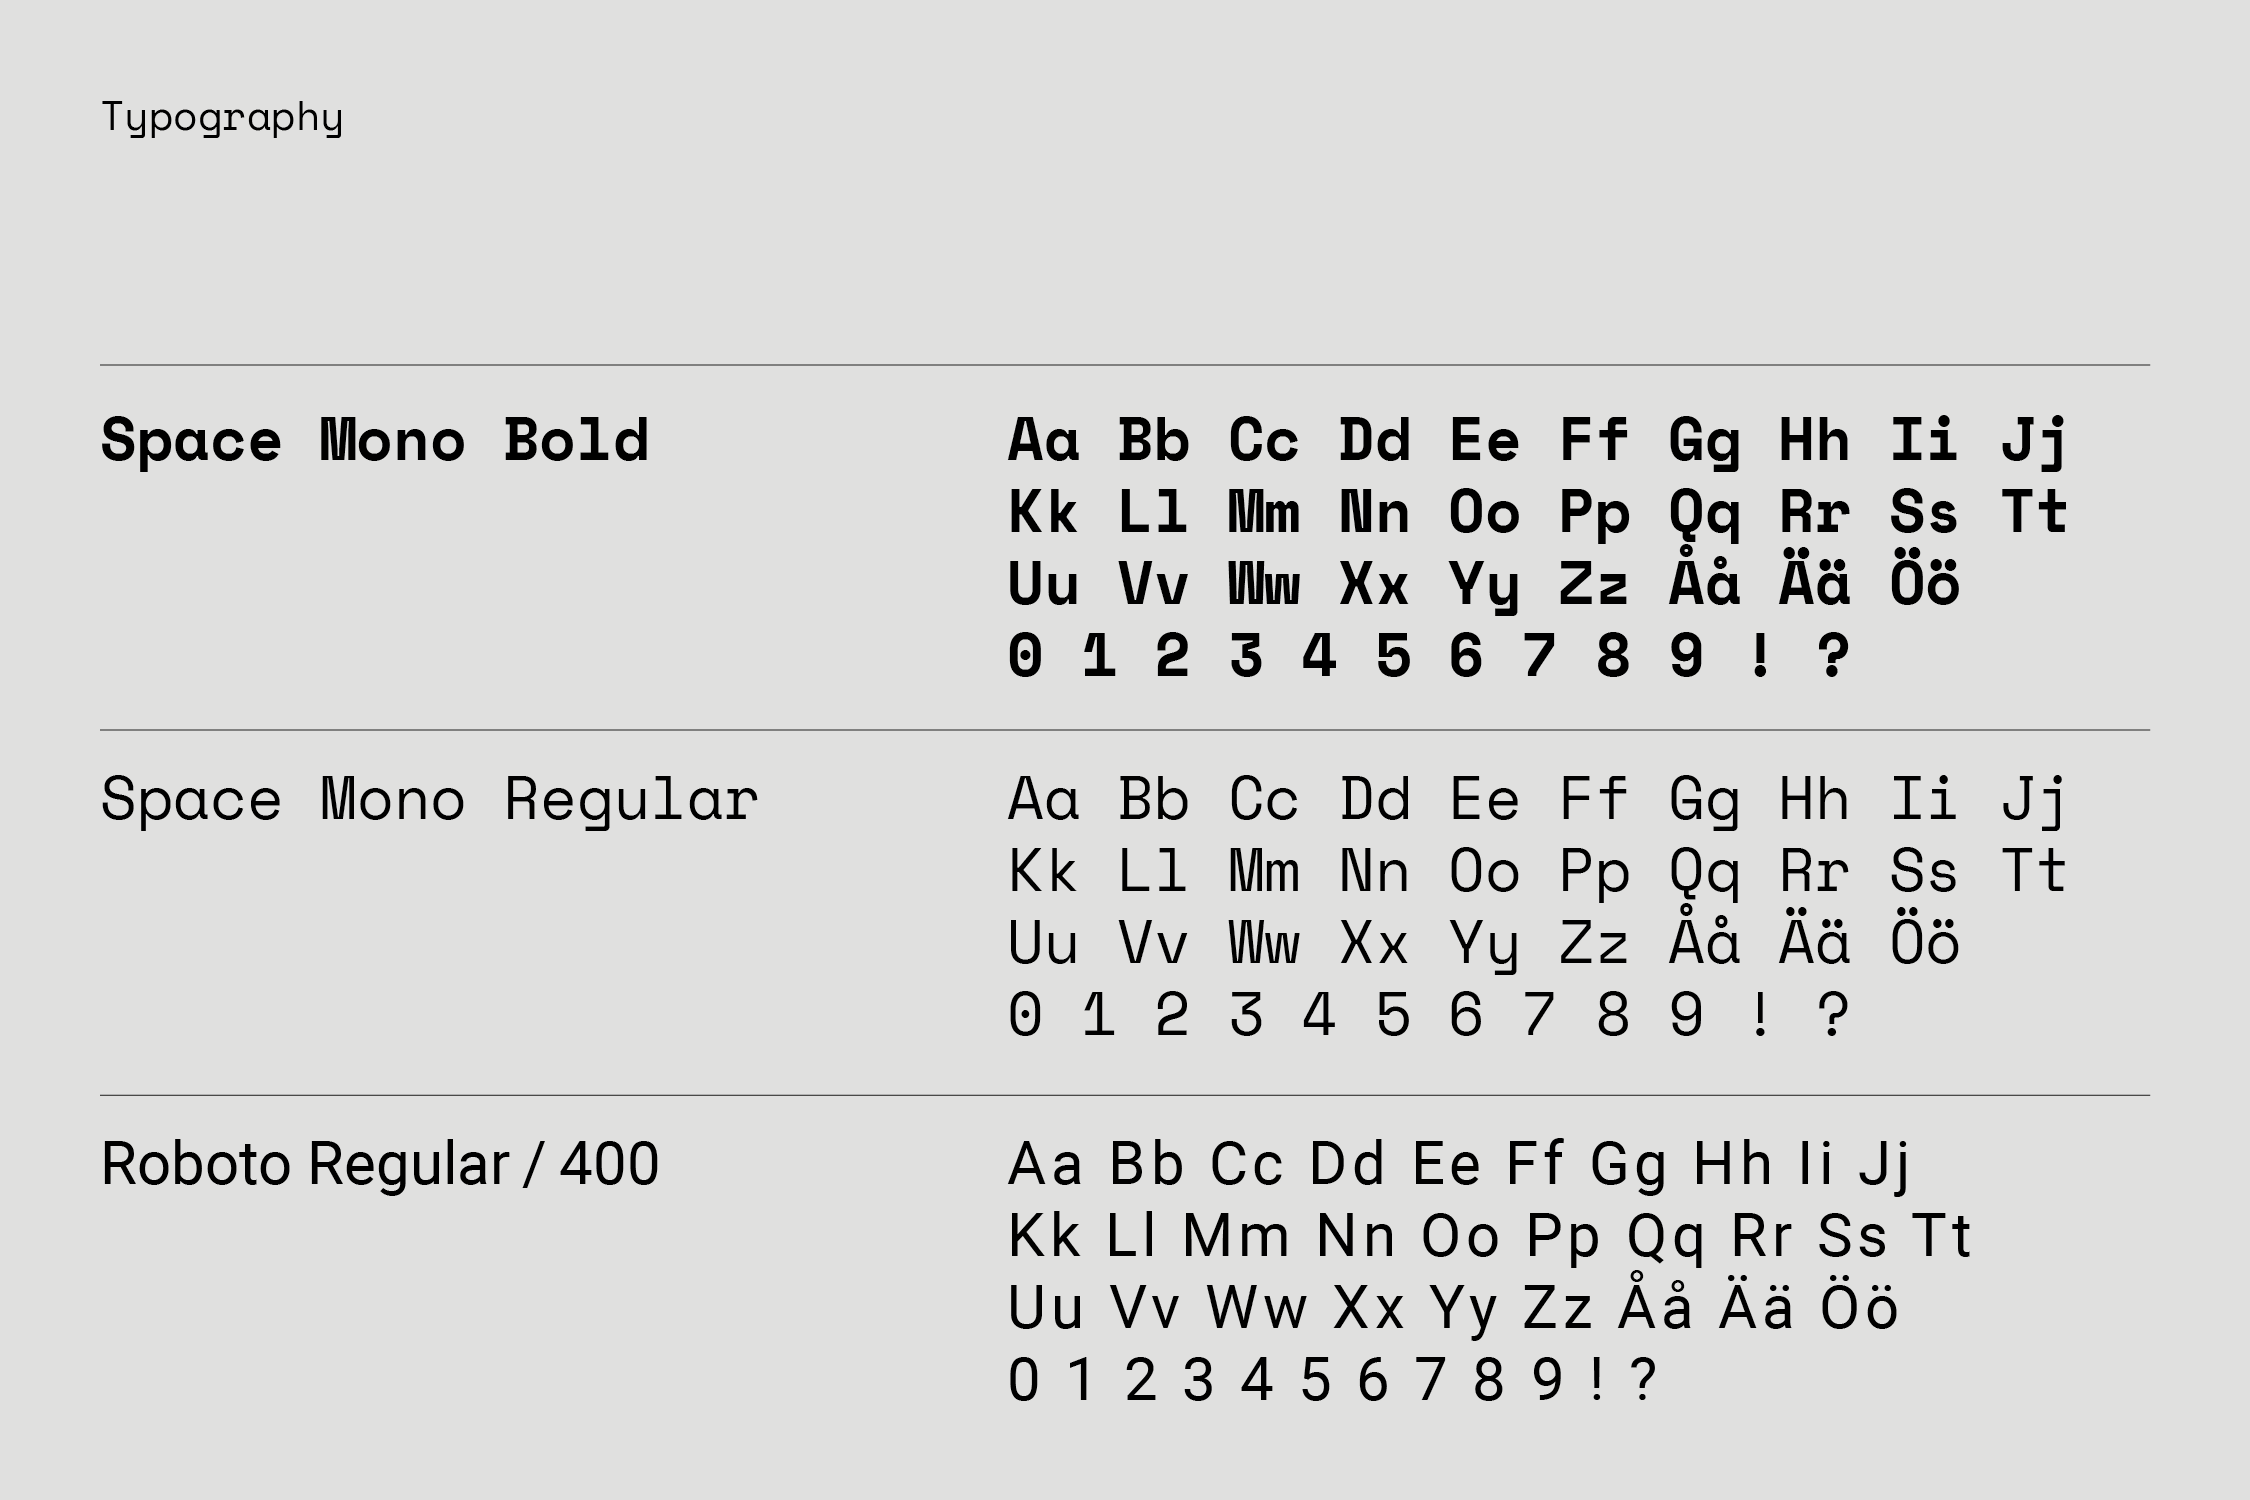 Typography
Space Mono Bold
Aa Bb Cc Dd Ee Ff Gg Hh Ii Jj
Kk Ll Mm Nn Oo Pp Qq Rr Ss Tt
Uu Vv Ww Xx Yy Zz Åå Ää Öö
0 1 2 3 4 5 6 7 8 9 ! ?
Space Mono Regular
Aa Bb Cc Dd Ee Ff Gg Hh Ii Jj
Kk Ll Mm Nn Oo Pp Qq Rr Ss Tt
Uu Vv Ww Xx Yy Zz Åå Ää Öö
0 1 2 3 4 5 6 7 8 9 ! ?
Roboto Regular / 400
Aa Bb Cc Dd Ee Ff Gg Hh Ii Jj
Kk Ll Mm Nn Oo Pp Qq Rr Ss Tt
Uu Vv Ww Xx Yy Zz Åå Ää Öö
0 1 2 3 4 5 6 7 8 9 ! ?